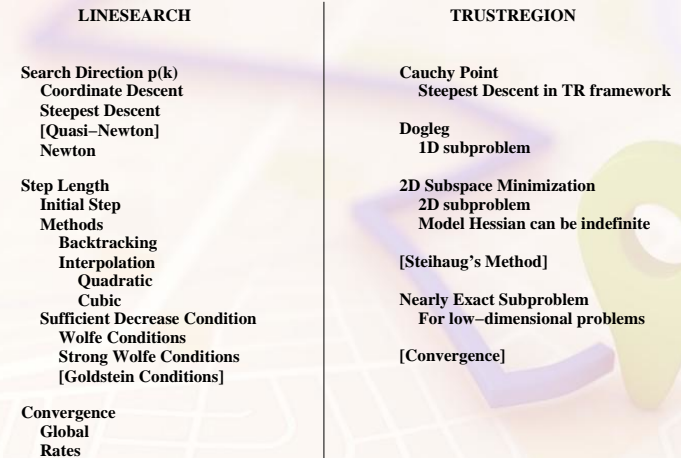 LINESEARCH
Search Direction p(k)
Coordinate Descent
Steepest Descent
[Quasi−Newton]
Newton
Step Length
Initial Step
Methods
Backtracking
Interpolation
Quadratic
Cubic
Sufficient Decrease Condition
Wolfe Conditions
Strong Wolfe Conditions
[Goldstein Conditions]
Convergence
Global
Rates
TRUSTREGION
Cauchy Point
Steepest Descent in TR framework
Dogleg
1D subproblem
2D Subspace Minimization
2D subproblem
Model Hessian can be indefinite
[Steihaug's Method]
Nearly Exact Subproblem
For low−dimensional problems
[Convergence]